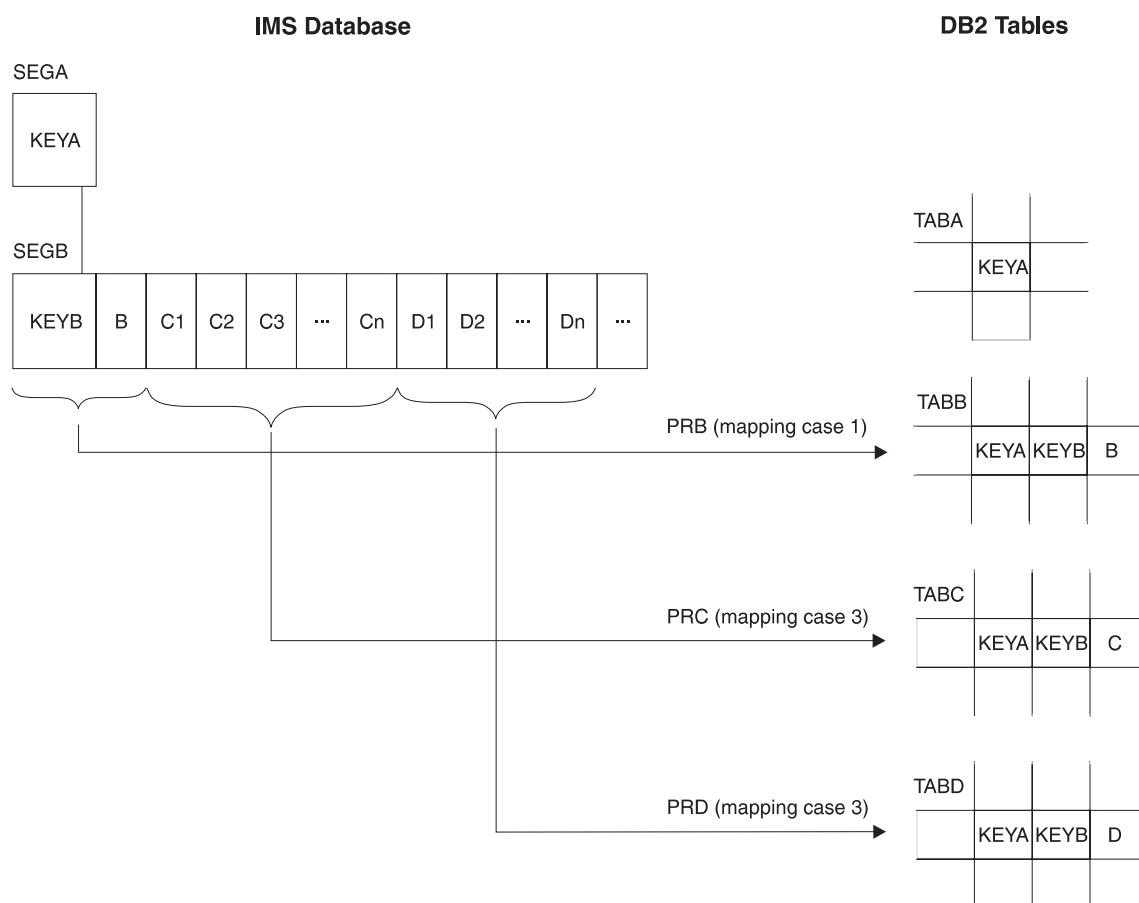 IMS Database
DB2 Tables
SEGA
KEYA
SEGB
KEYB B C1 C2 C3 ... Cn D1 D2 ... Dn ...
TABA
KEYA
PRB (mapping case 1)
TABB
KEYA KEYB B
PRC (mapping case 3)
TABC
KEYA KEYB C
PRD (mapping case 3)
TABD
KEYA KEYB D